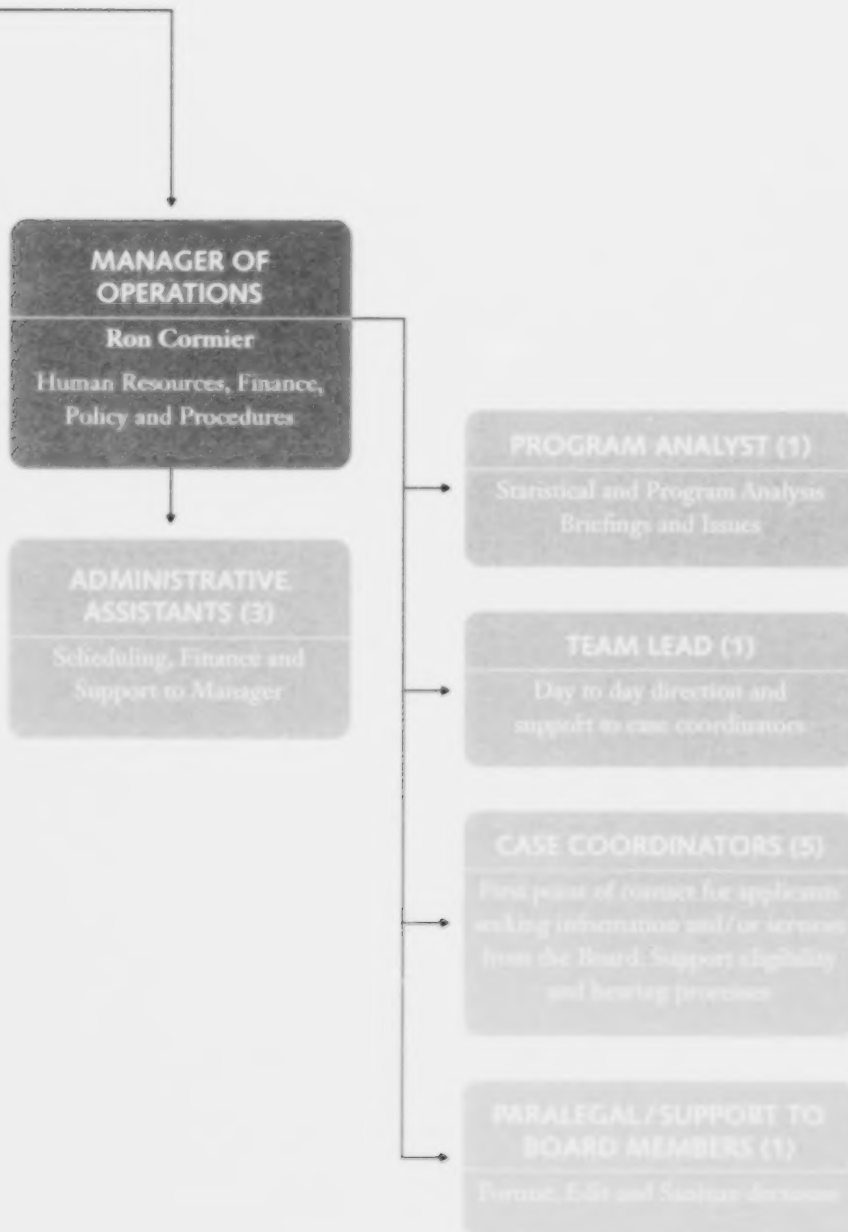 MANAGER OF
OPERATIONS
Ron Cormier
Human Resources, Finance,
Policy and Procedures
ADMINISTRATIVE
ASSISTANTS (3)
Scheduling, Finance and
Support to Manager
PROGRAM ANALYST (1)
Statistical and Program Analysis
Briefings and Issues
TEAM LEAD (1)
Day to day direction and
support to case coordinators
CASE COORDINATORS (5)
First point of contact for applicants
seeking information and/or services
from the Board. Support eligibility
and hearing processes
PARALEGAL/SUPPORT TO
BOARD MEMBERS (1)
Format, Edit and Sanitize decisions